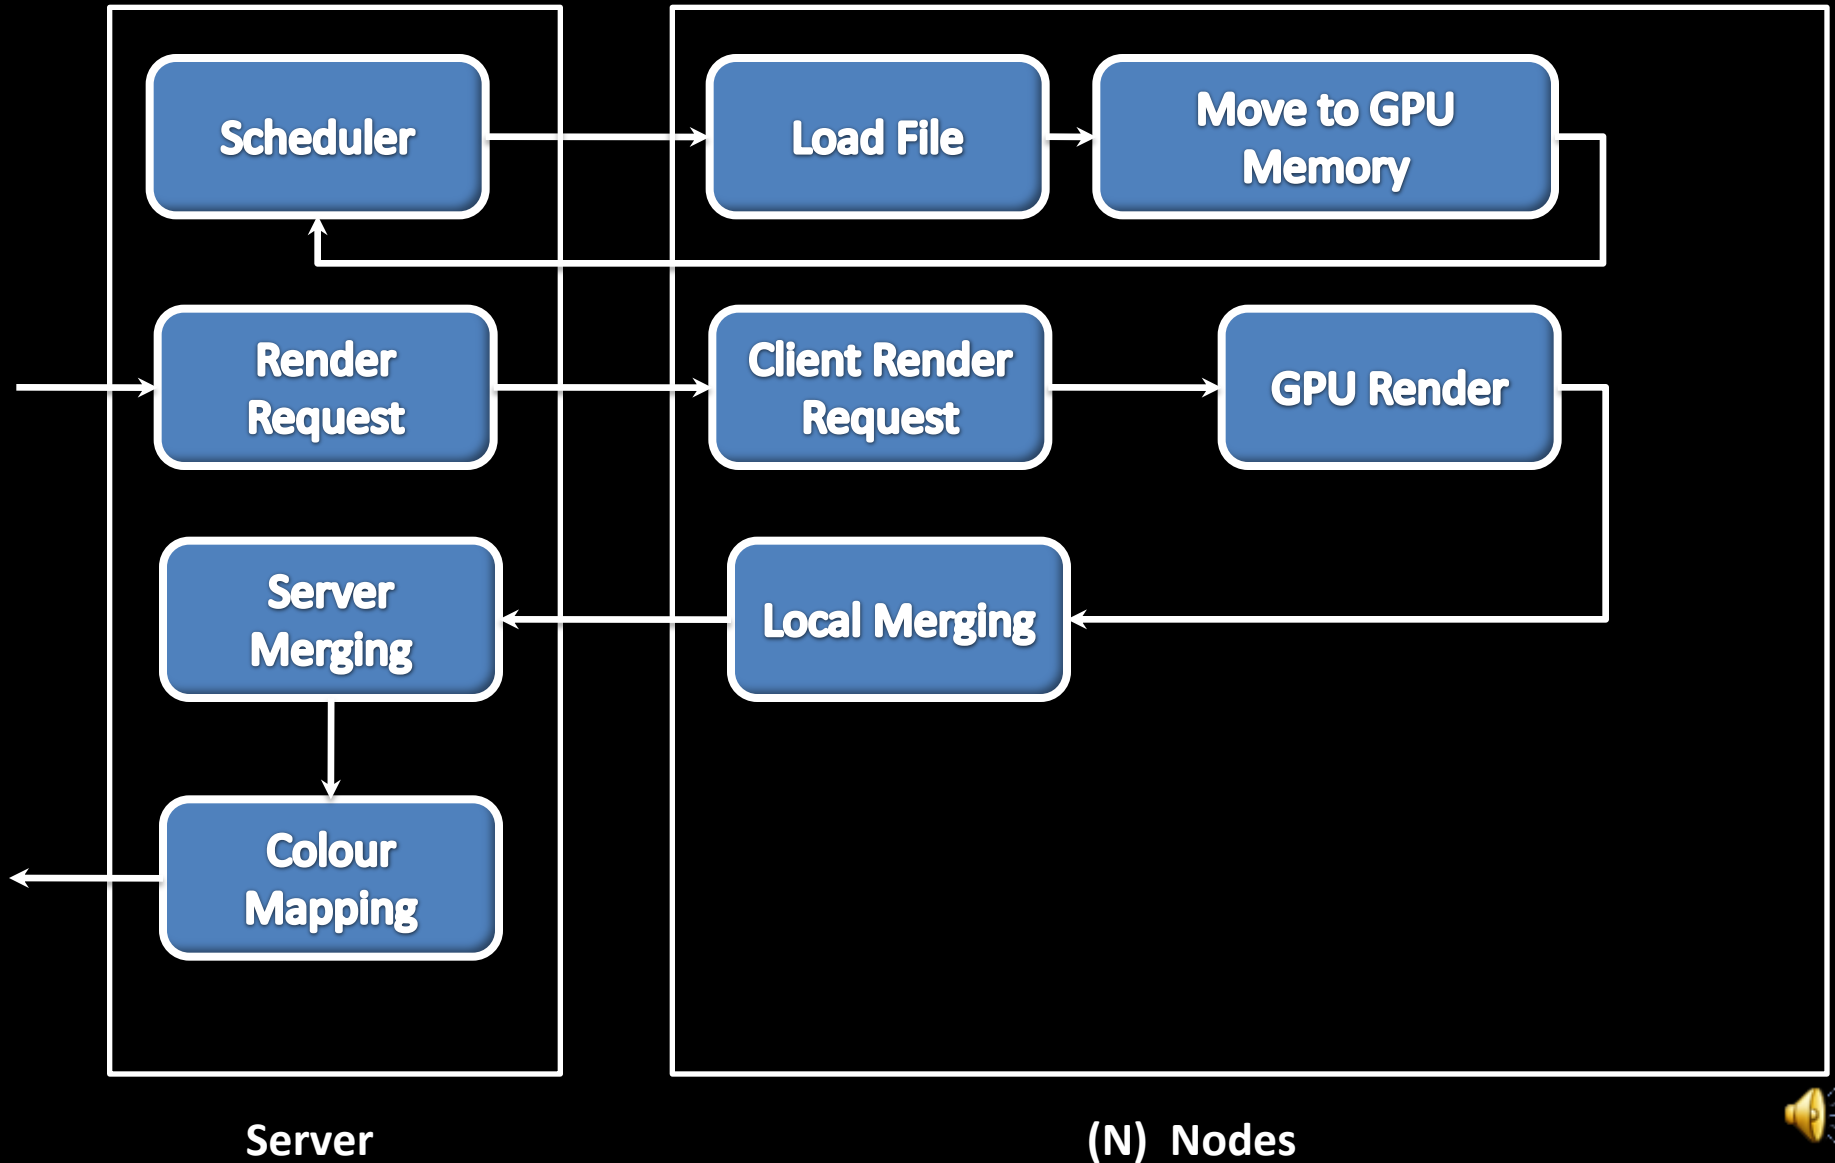 Scheduler
Load File
Move to GPU
Memory
Render
Request
Client Render
Request
GPU Render
Server
Merging
Local Merging
Colour
Mapping
Server
(N) Nodes